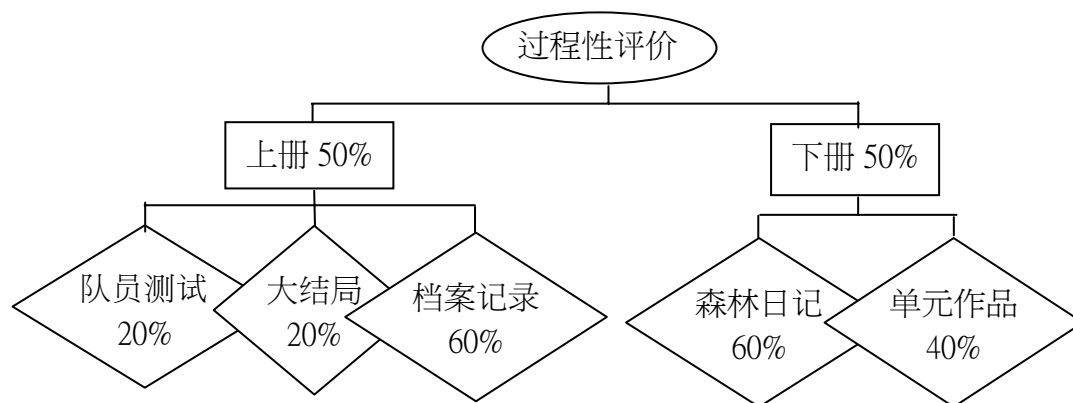 过程性评价
上册 50%
下册 50%
队员测试
20%
大结局
20%
档案记录
60%
森林日记
60%
单元作品
40%